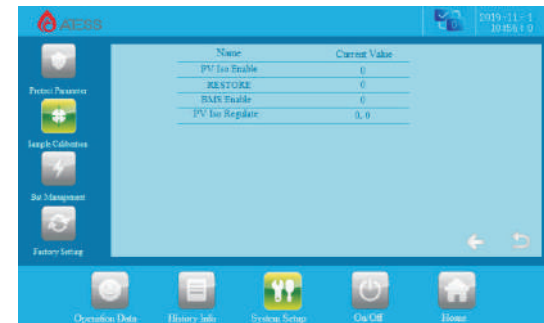 AEBS
2019-11-1
Name Current Value
PV Iso Enable 0
RESTORE 0
BMS Enable 0
PV Iso Regulate 0, 0
Protect Parameter
Sample Calibration
Bat Management
Factory Setting
Operation Data History Info System Setup On/Off Home